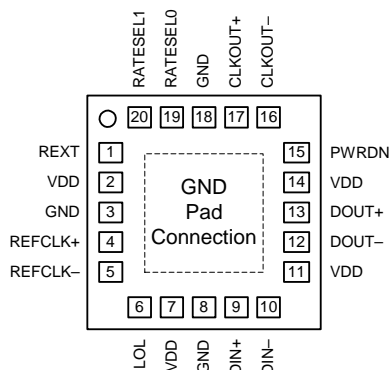 RATESEL1
RATESEL0
GND
CLKOUT+
CLKOUT–
20
19
18
17
16
REXT
1
VDD
2
GND
3
REFCLK+
4
REFCLK–
5
GND
Pad
Connection
15
PWRDN
14
VDD
13
DOUT+
12
DOUT–
11
VDD
6
7
8
9
10
LOL
VDD
GND
DIN+
DIN–